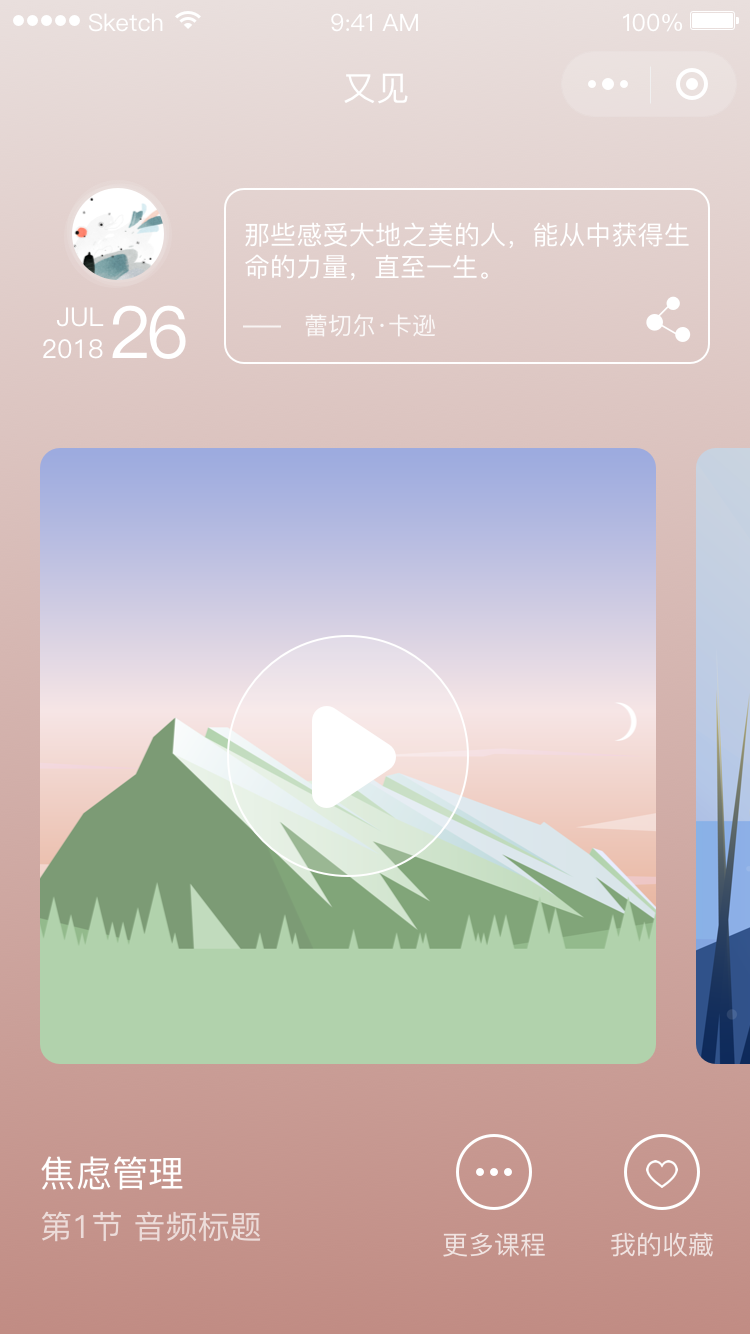 Sketch 9:41 AM 100%
又见
那些感受大地之美的人，能从中获得生
命的力量，直至一生。
—— 蕾切尔·卡逊
JUL
2018
26
焦虑管理
第1节 音频标题
更多课程
我的收藏